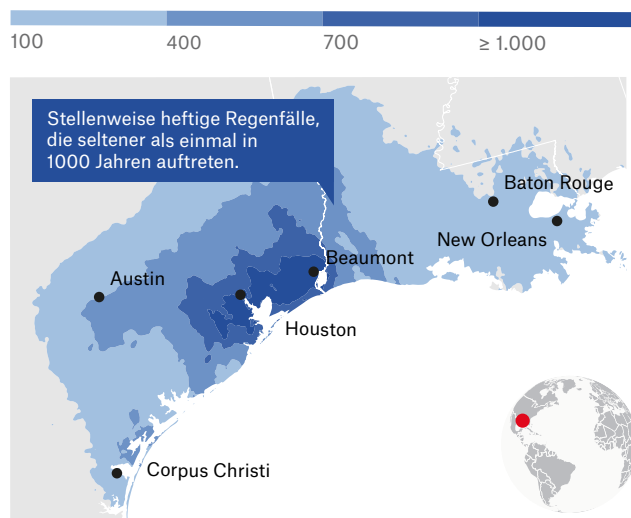 100 400 700 ≥ 1.000
Stellenweise heftige Regenfälle,
die seltener als einmal in
1000 Jahren auftreten.
Baton Rouge
New Orleans
Beaumont
Austin
Houston
Corpus Christi